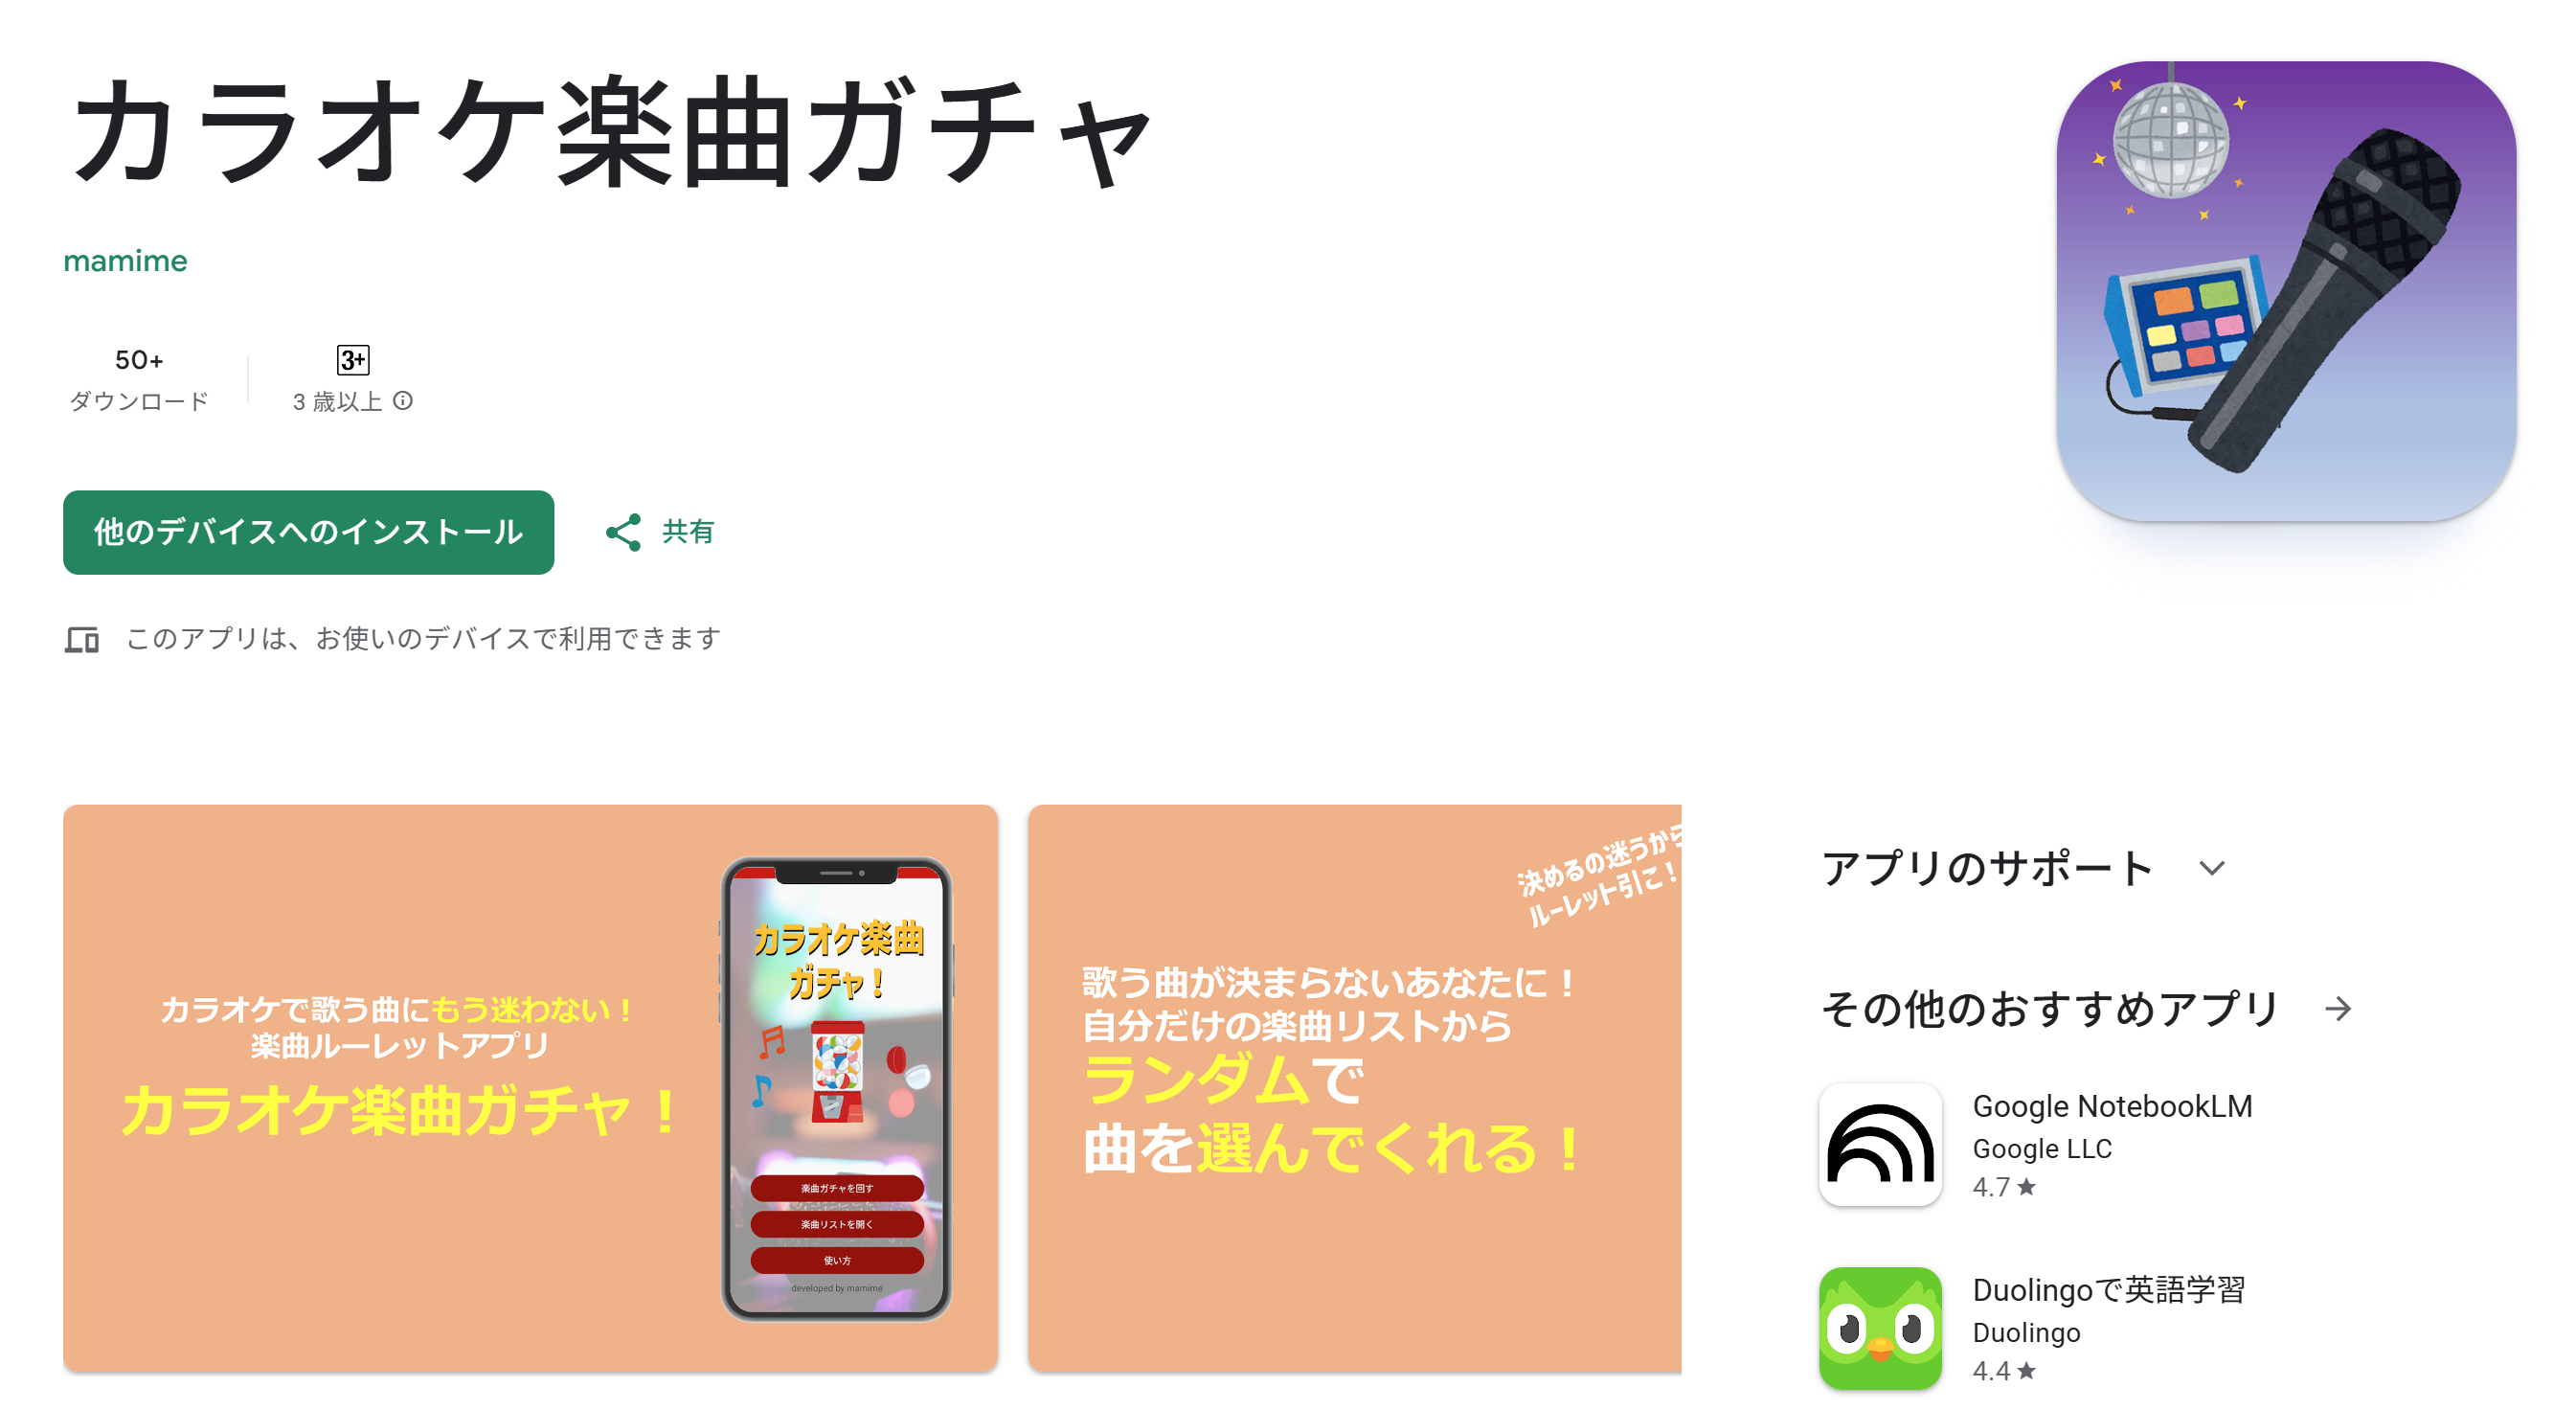 カラオケ楽曲ガチャ
mamime
50+
ダウンロード
3+
3 歳以上
他のデバイスへのインストール
共有
このアプリは、お使いのデバイスで利用できます
カラオケで歌う曲にもう迷わない！
楽曲ルーレットアプリ
カラオケ楽曲ガチャ！
カラオケ楽曲
ガチャ！
楽曲ガチャを回す
楽曲リストを開く
使い方
developed by mamime
決めるの迷うから
ルーレット引こ！
歌う曲が決まらないあなたに！
自分だけの楽曲リストから
ランダムで
曲を選んでくれる！
アプリのサポート
その他のおすすめアプリ
Google NotebookLM
Google LLC
4.7★
Duolingoで英語学習
Duolingo
4.4★